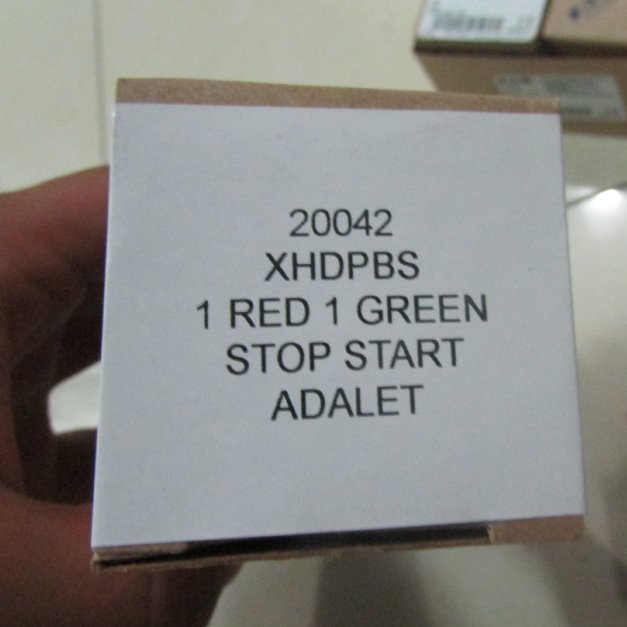 20042
XHDPBS
1 RED 1 GREEN
STOP START
ADALET